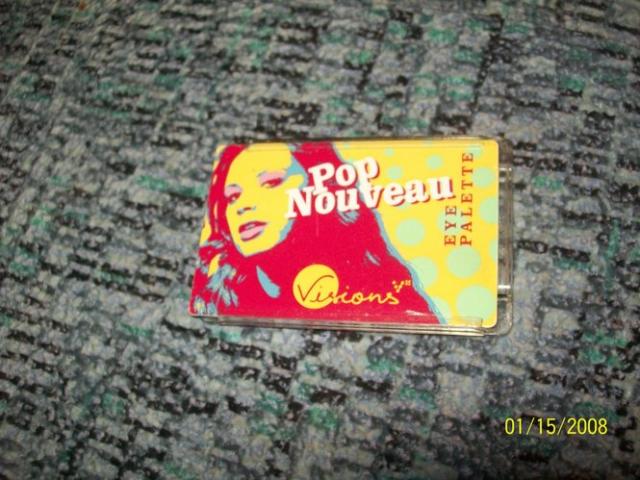 Pop
Nouveau
EYE
PALETTE
Visions
01/15/2008